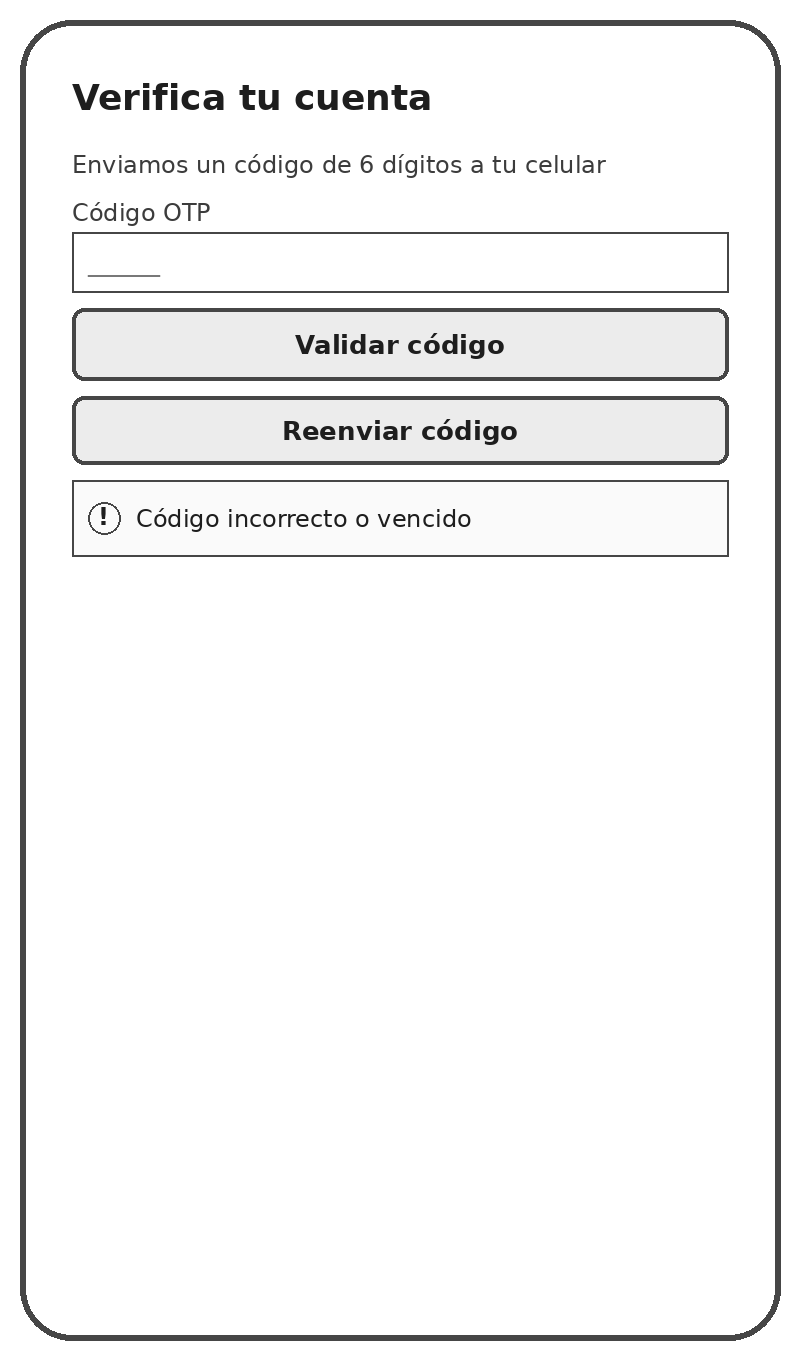 Verifica tu cuenta
Enviamos un código de 6 dígitos a tu celular
Código OTP
______
Validar código
Reenviar código
! Código incorrecto o vencido